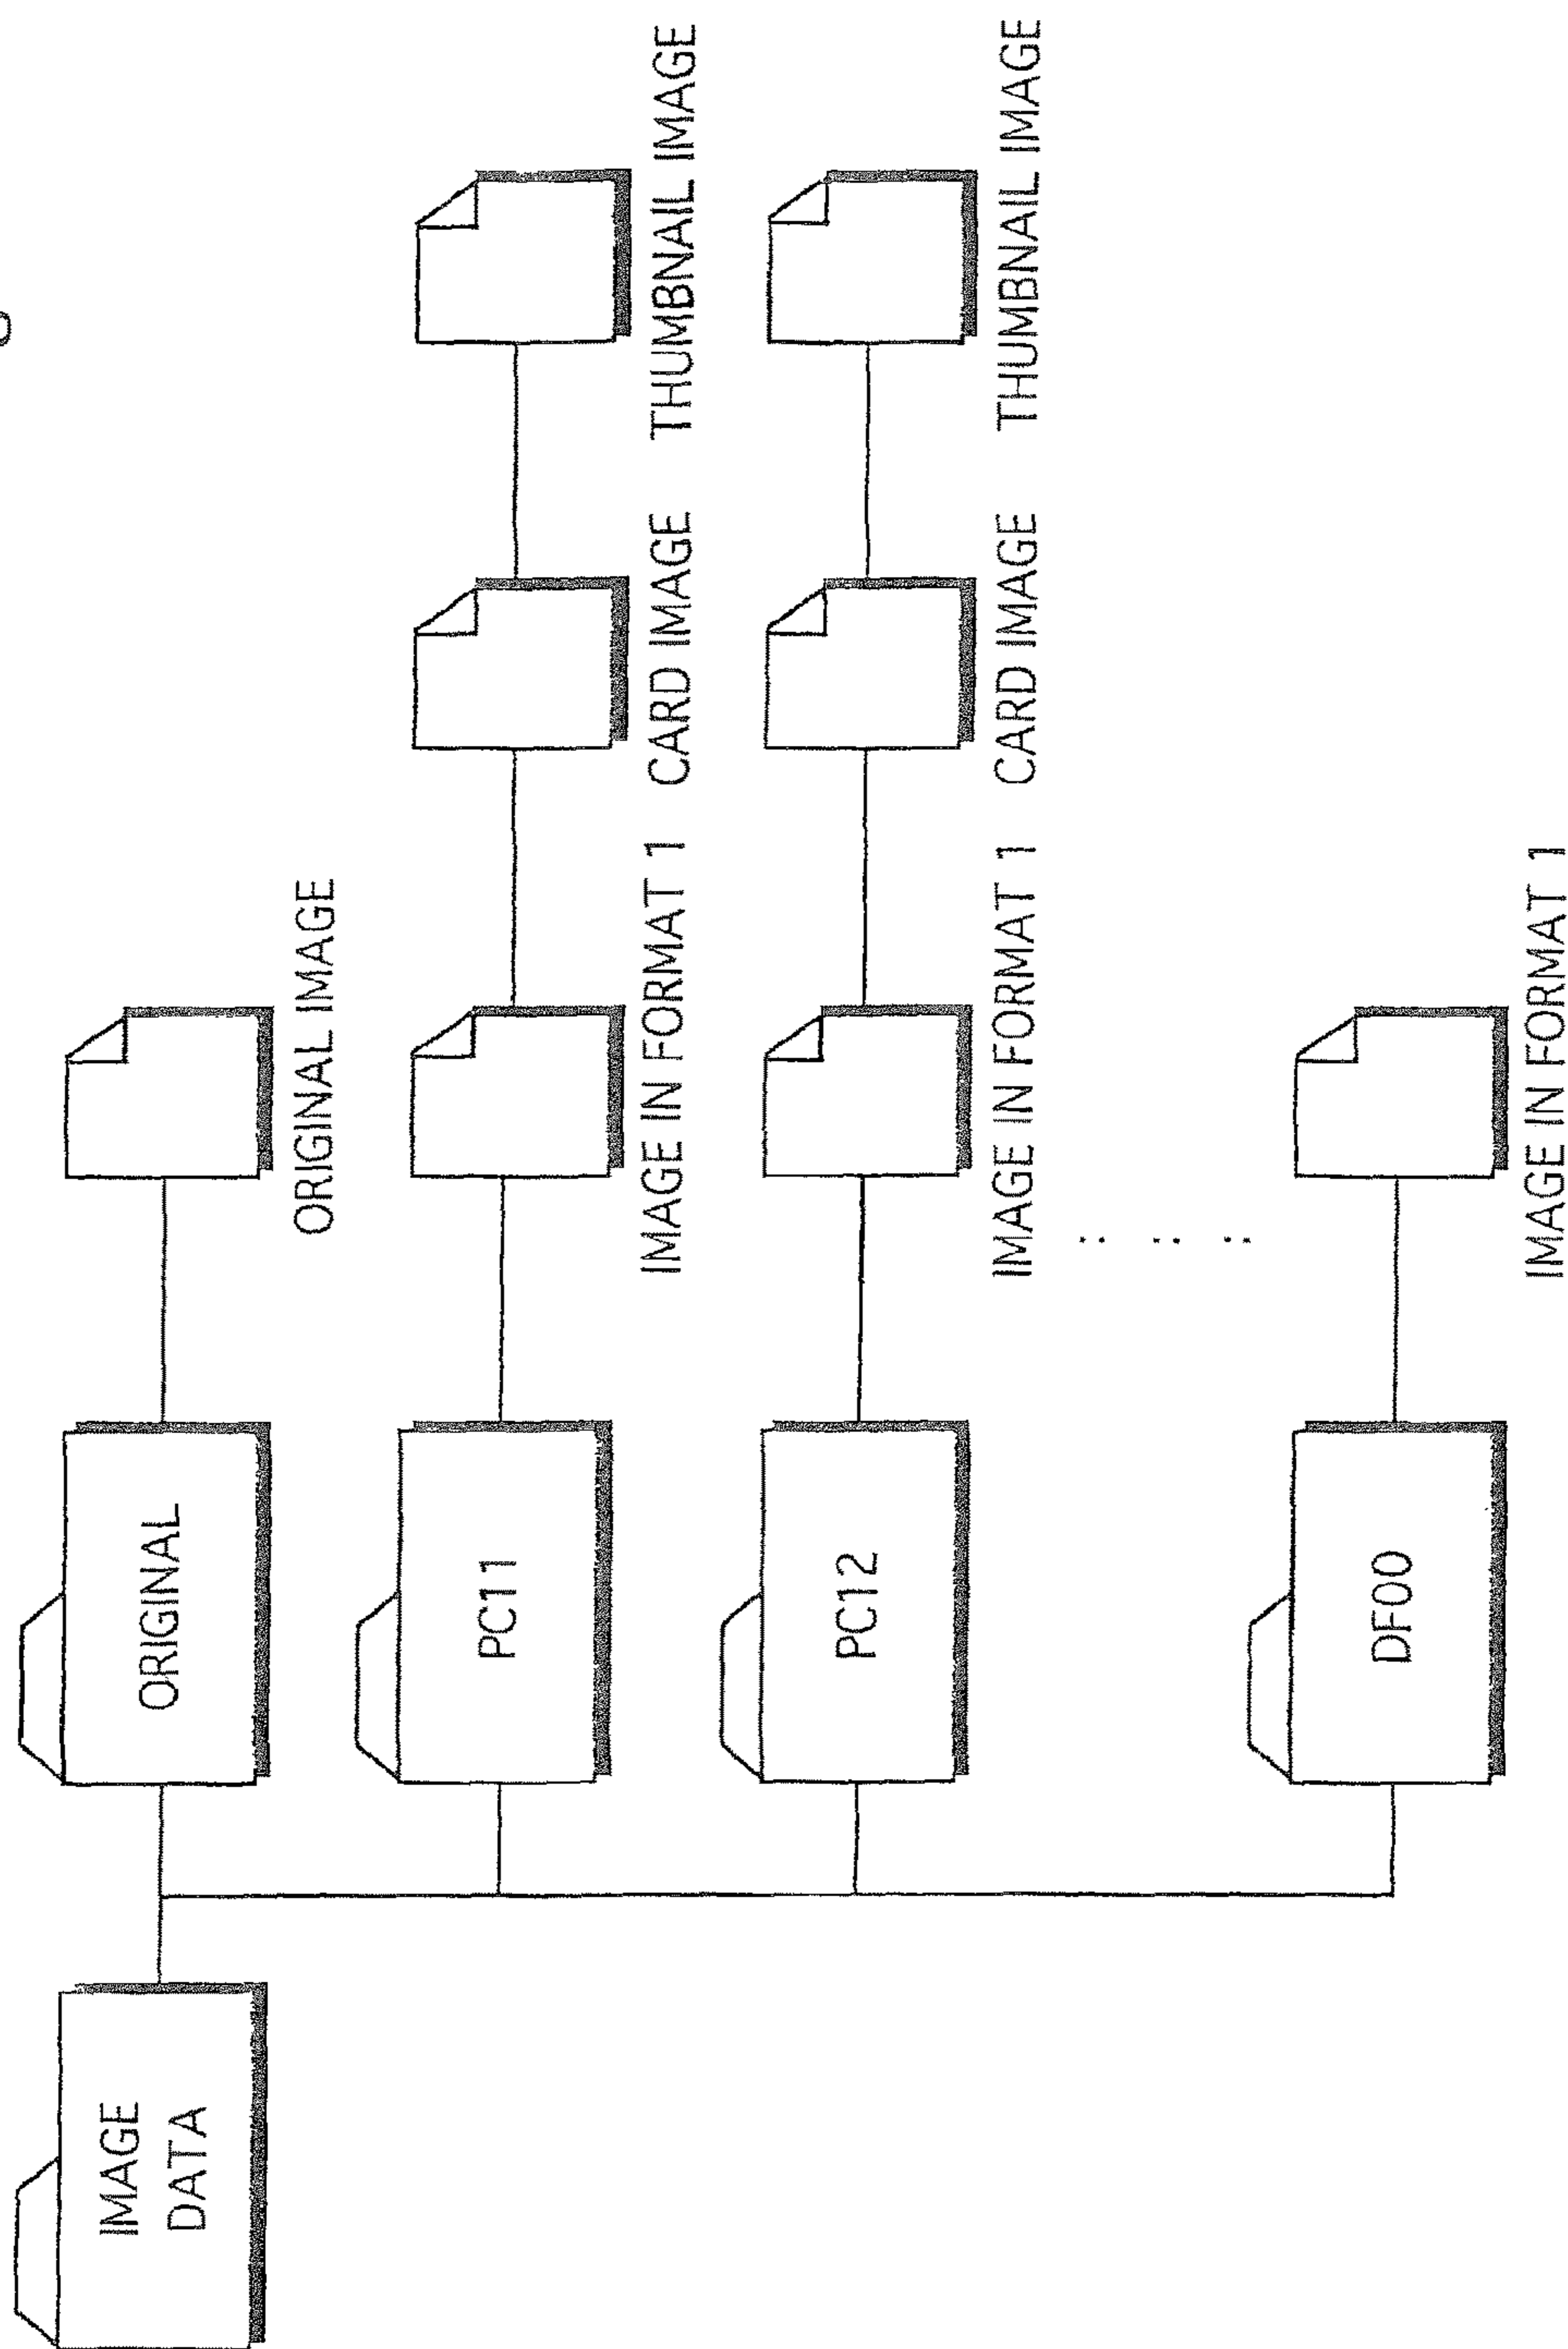 IMAGE
DATA
ORIGINAL
ORIGINAL IMAGE
PC11
IMAGE IN FORMAT 1
CARD IMAGE
THUMBNAIL IMAGE
PC12
IMAGE IN FORMAT 1
CARD IMAGE
THUMBNAIL IMAGE
DF00
IMAGE IN FORMAT 1